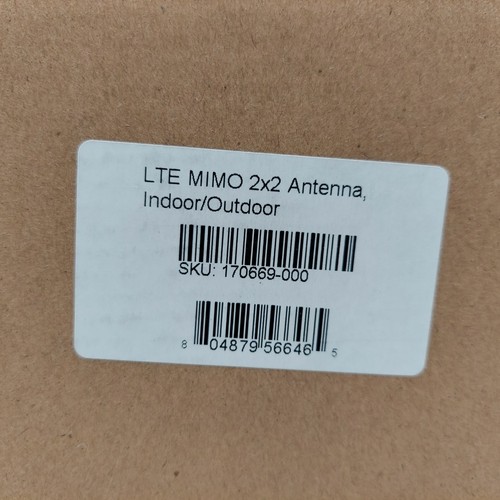 LTE MIMO 2x2 Antenna,
Indoor/Outdoor
SKU: 170669-000
8 04879 56646 5